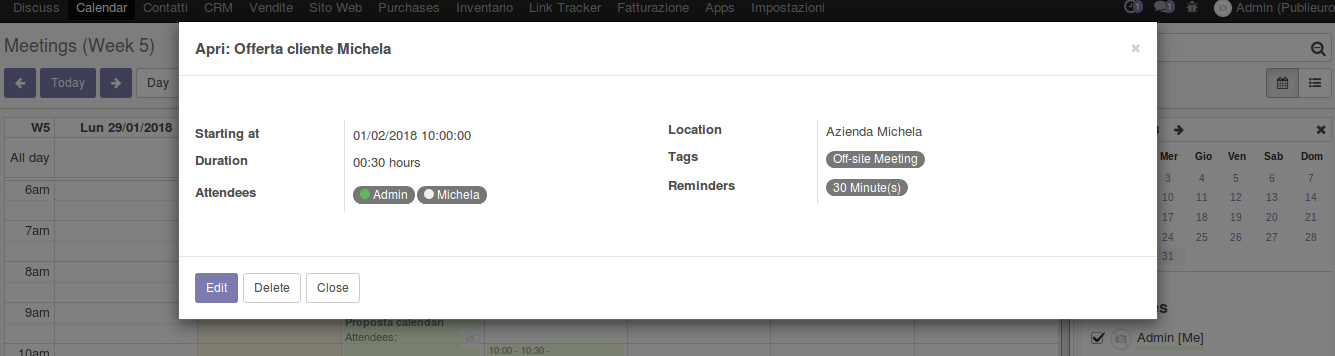 Discuss Calendar Contatti CRM Vendite Sito Web Purchases Inventario Link Tracker Fatturazione Apps Impostazioni 1 1 Admin (Publieuro
Meetings (Week 5)
Apri: Offerta cliente Michela ×
Today Day
W5 Lun 29/01/2018
All day
6am
7am
8am
9am
10am
Starting at 01/02/2018 10:00:00
Duration 00:30 hours
Attendees Admin Michela
Location Azienda Michela
Tags Off-site Meeting
Reminders 30 Minute(s)
Edit Delete Close
Proposta calendari
Attendees:
10:00 - 10:30 -
Mer Gio Ven Sab Dom
3 4 5 6 7
10 11 12 13 14
17 18 19 20 21
24 25 26 27 28
31
es
Admin [Me]